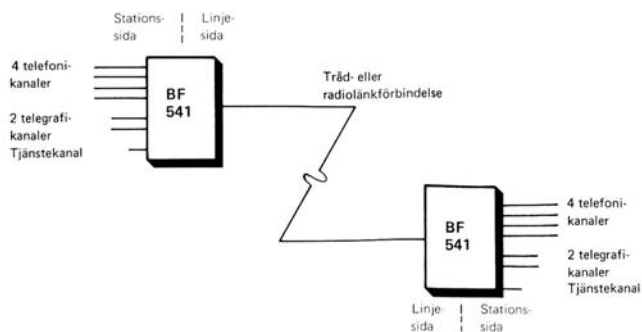 Stations-
sida
Linje-
sida
4 telefoni-
kanaler
2 telegrafi-
kanaler
Tjänstekanal
BF
541
Tråd- eller
radiolänkförbindelse
BF
541
4 telefoni-
kanaler
2 telegrafi-
kanaler
Tjänstekanal
Linje-
sida
Stations-
sida